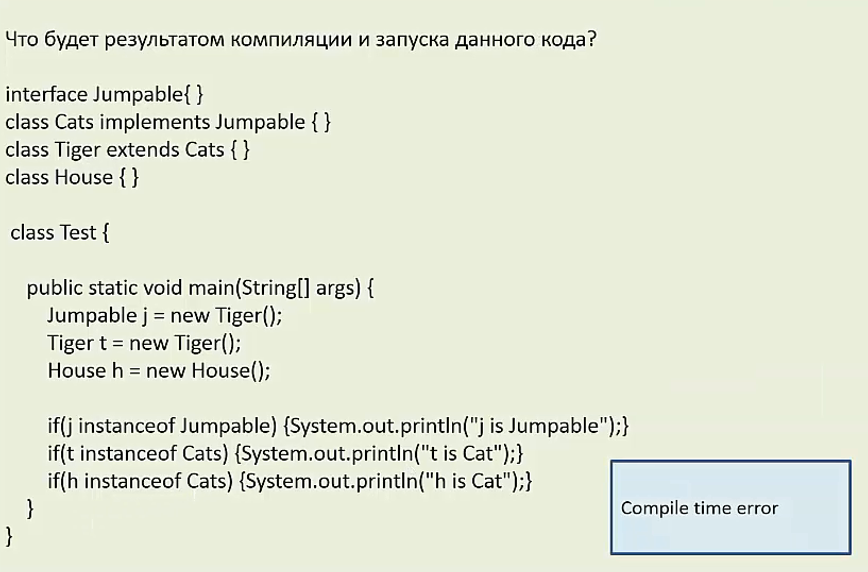 Что будет результатом компиляции и запуска данного кода?
interface Jumpable{ }
class Cats implements Jumpable { }
class Tiger extends Cats { }
class House { }
class Test {
public static void main(String[] args) {
Jumpable j = new Tiger();
Tiger t = new Tiger();
House h = new House();
if(j instanceof Jumpable) {System.out.println("j is Jumpable");}
if(t instanceof Cats) {System.out.println("t is Cat");}
if(h instanceof Cats) {System.out.println("h is Cat");}
}
}
Compile time error